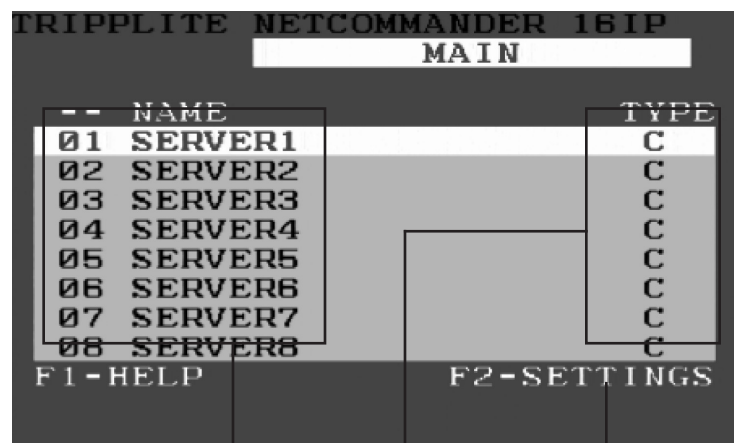 TRIPPLITE NETCOMMANDER 16IP
MAIN
-- NAME TYPE
01 SERVER1 C
02 SERVER2 C
03 SERVER3 C
04 SERVER4 C
05 SERVER5 C
06 SERVER6 C
07 SERVER7 C
08 SERVER8 C
F1-HELP F2-SETTINGS